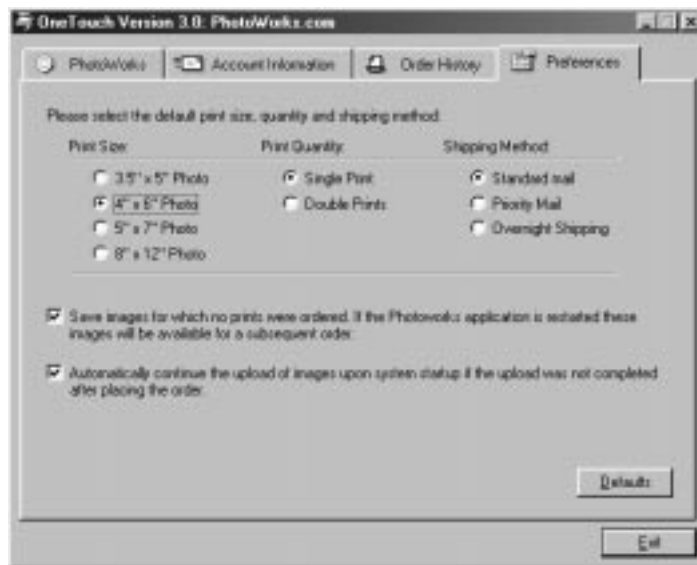 OneTouch Version 3.0: PhotoWorks.com
PhotoWorks Account Information Order History Preferences
Please select the default print size, quantity and shipping method.
Print Size: Print Quantity: Shipping Method:
3.5" x 5" Photo Single Print Standard mail
4" x 6" Photo Double Prints Priority Mail
5" x 7" Photo Overnight Shipping
8" x 12" Photo
Save images for which no prints were ordered. If the Photoworks application is restarted these
images will be available for a subsequent order.
Automatically continue the upload of images upon system startup if the upload was not completed
after placing the order.
Defaults
Exit